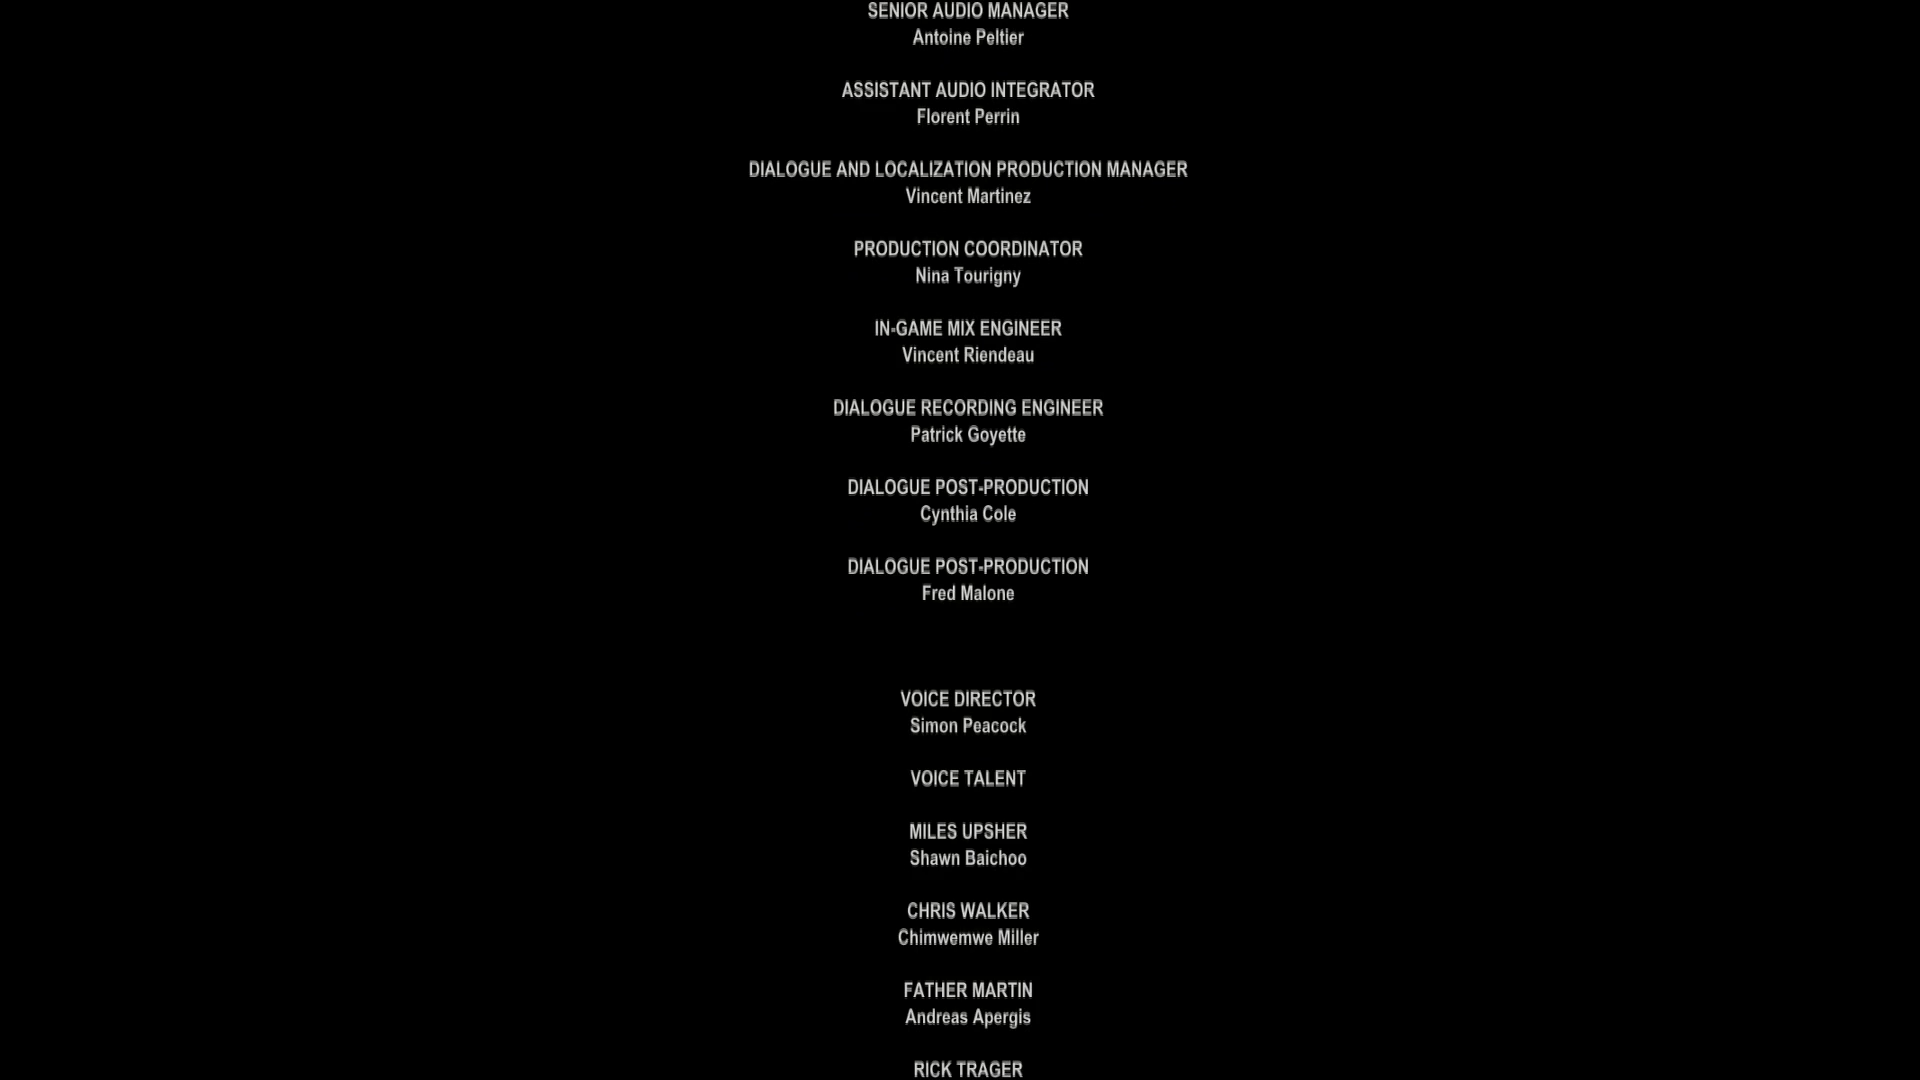 SENIOR AUDIO MANAGER
Antoine Peltier
ASSISTANT AUDIO INTEGRATOR
Florent Perrin
DIALOGUE AND LOCALIZATION PRODUCTION MANAGER
Vincent Martinez
PRODUCTION COORDINATOR
Nina Tourigny
IN-GAME MIX ENGINEER
Vincent Riendeau
DIALOGUE RECORDING ENGINEER
Patrick Goyette
DIALOGUE POST-PRODUCTION
Cynthia Cole
DIALOGUE POST-PRODUCTION
Fred Malone
VOICE DIRECTOR
Simon Peacock
VOICE TALENT
MILES UPSHER
Shawn Baichoo
CHRIS WALKER
Chimwemwe Miller
FATHER MARTIN
Andreas Apergis
RICK TRAGER